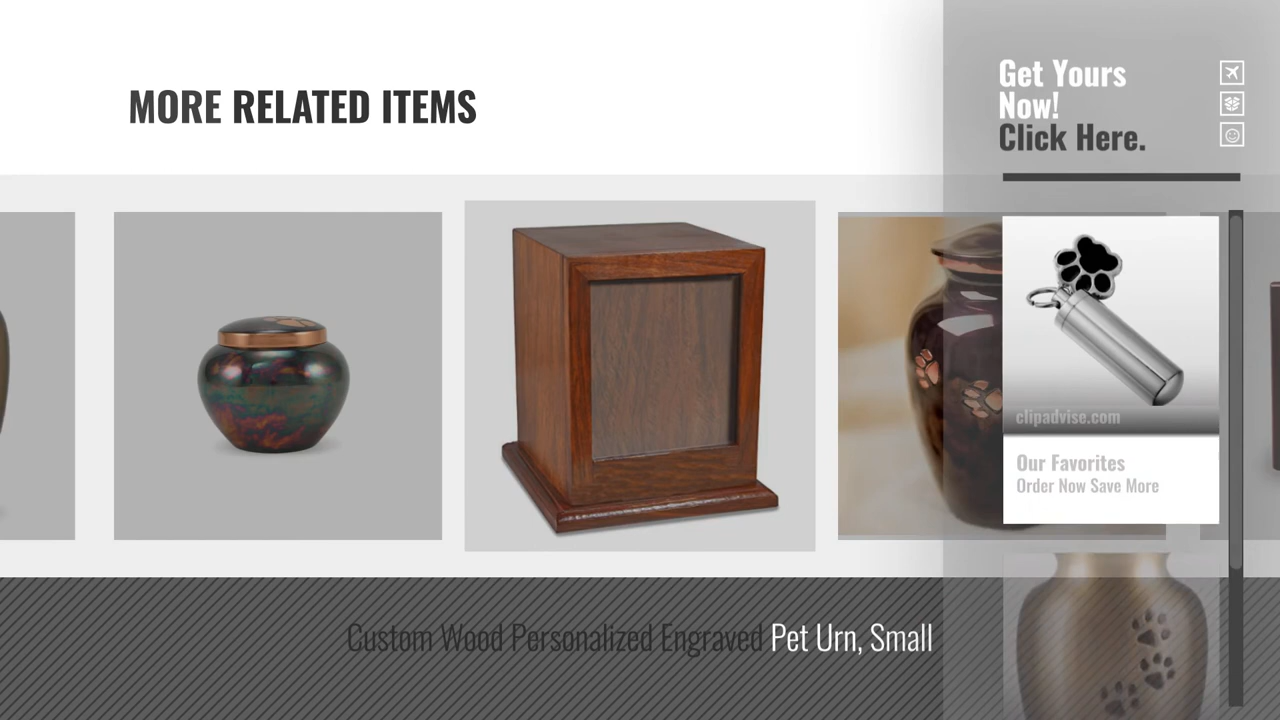 MORE RELATED ITEMS
Get Yours
Now!
Click Here.
clipadvise.com
Our Favorites
Order Now Save More
Custom Wood Personalized Engraved Pet Urn, Small